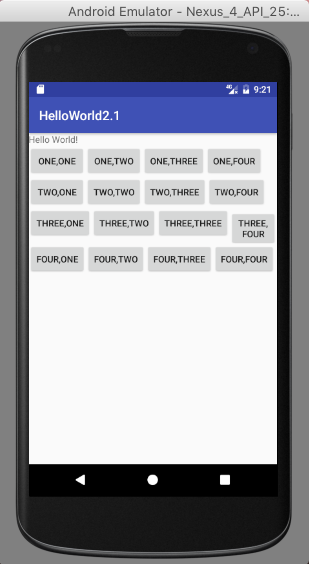 Android Emulator - Nexus_4_API_25:...
4G 9:21
HelloWorld2.1
Hello World!
ONE,ONE ONE,TWO ONE,THREE ONE,FOUR
TWO,ONE TWO,TWO TWO,THREE TWO,FOUR
THREE,ONE THREE,TWO THREE,THREE THREE,
FOUR
FOUR,ONE FOUR,TWO FOUR,THREE FOUR,FOUR